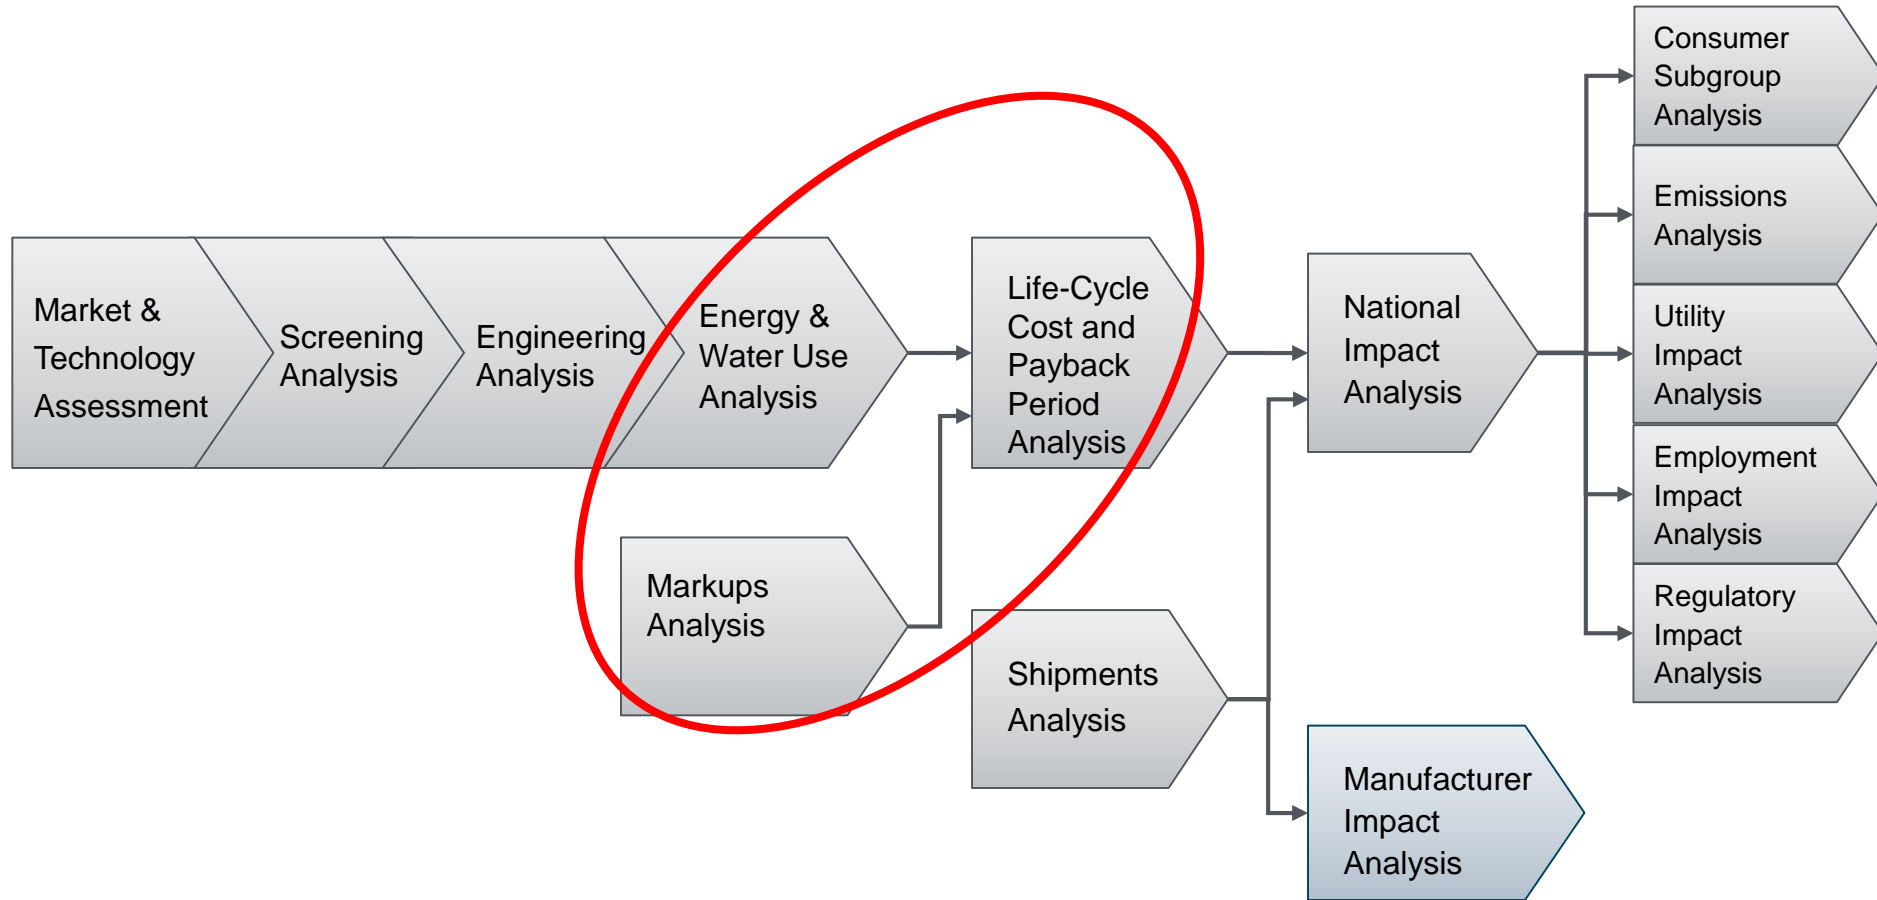 Market &
Technology
Assessment
Screening
Analysis
Engineering
Analysis
Energy &
Water Use
Analysis
Life-Cycle
Cost and
Payback
Period
Analysis
Markups
Analysis
Shipments
Analysis
National
Impact
Analysis
Manufacturer
Impact
Analysis
Consumer
Subgroup
Analysis
Emissions
Analysis
Utility
Impact
Analysis
Employment
Impact
Analysis
Regulatory
Impact
Analysis